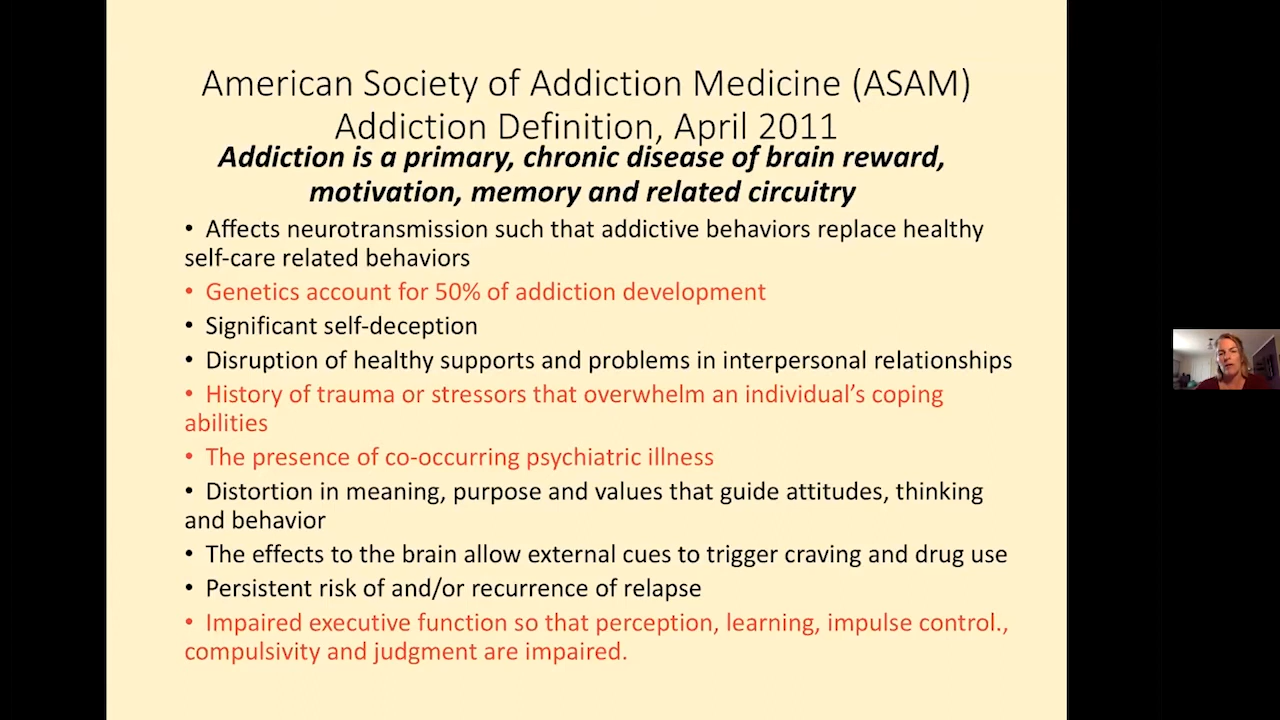 American Society of Addiction Medicine (ASAM)
Addiction Definition, April 2011
Addiction is a primary, chronic disease of brain reward,
motivation, memory and related circuitry
• Affects neurotransmission such that addictive behaviors replace healthy
self-care related behaviors
• Genetics account for 50% of addiction development
• Significant self-deception
• Disruption of healthy supports and problems in interpersonal relationships
• History of trauma or stressors that overwhelm an individual’s coping
abilities
• The presence of co-occurring psychiatric illness
• Distortion in meaning, purpose and values that guide attitudes, thinking
and behavior
• The effects to the brain allow external cues to trigger craving and drug use
• Persistent risk of and/or recurrence of relapse
• Impaired executive function so that perception, learning, impulse control.,
compulsivity and judgment are impaired.